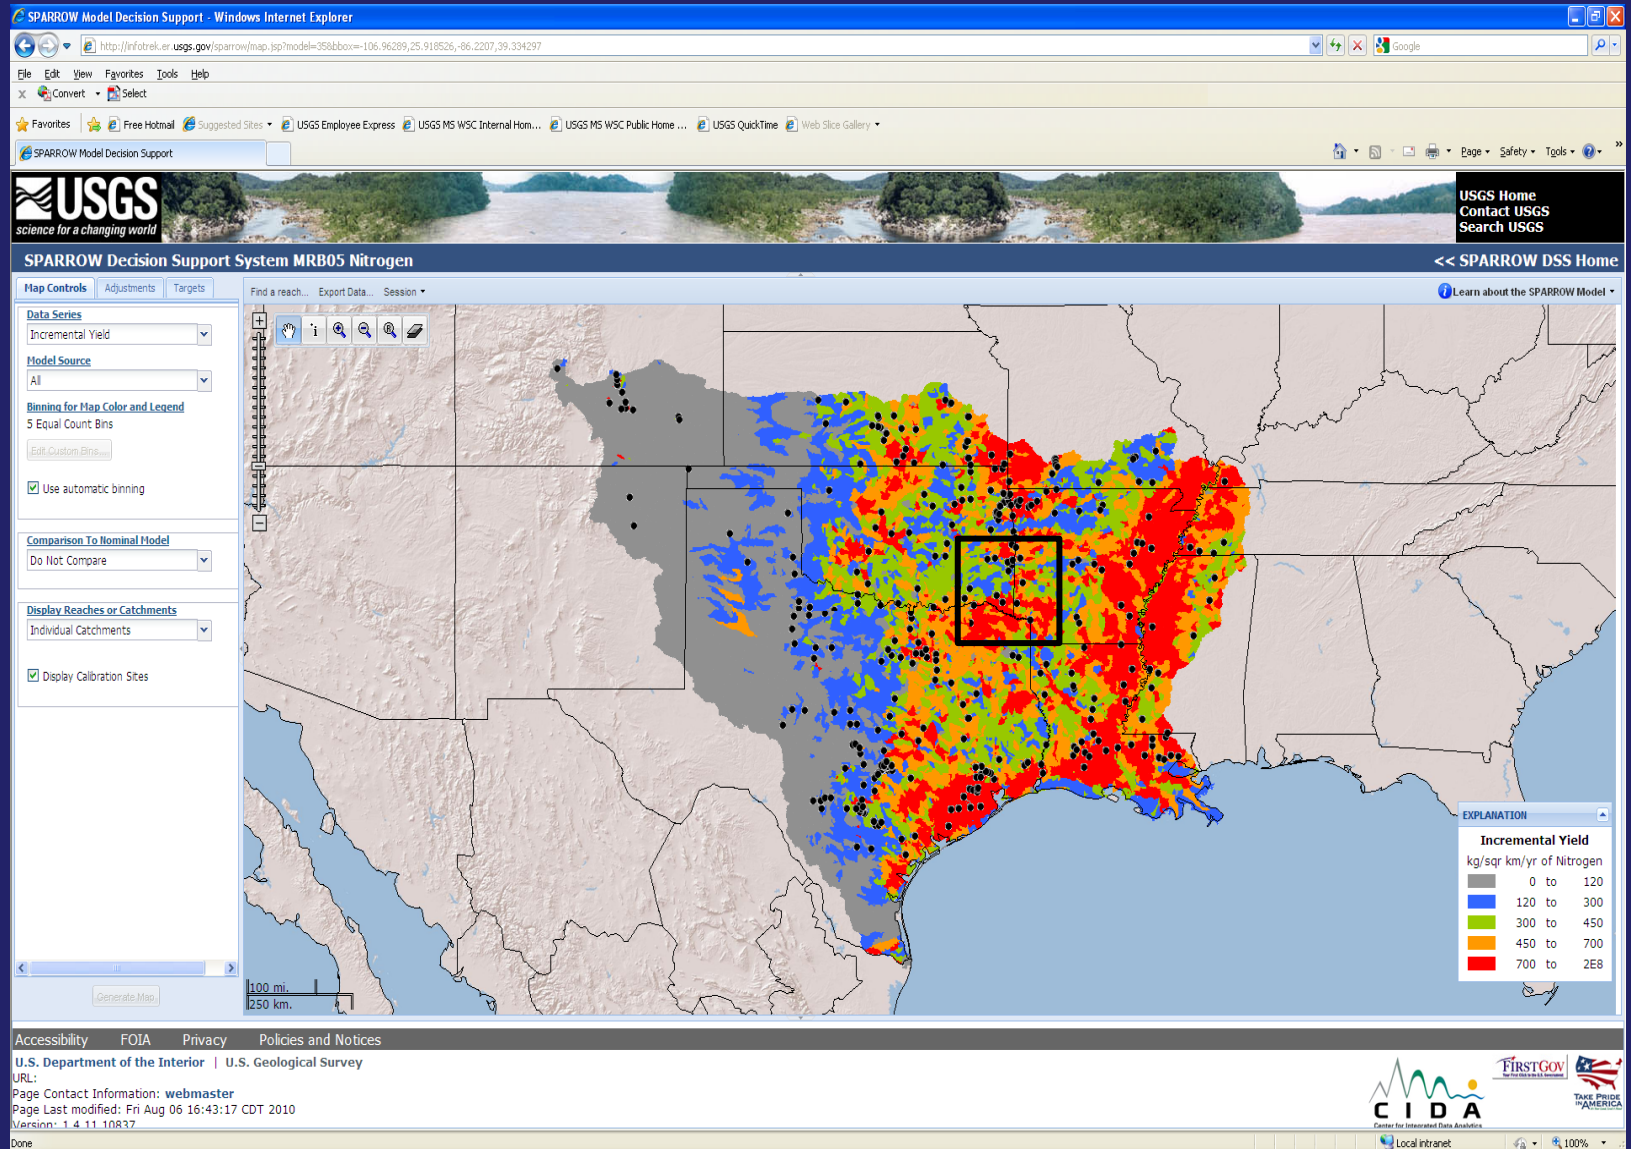 SPARROW Model Decision Support - Windows Internet Explorer
http://infotrek.er.usgs.gov/sparrow/map.jsp?model=35&bbox=-106.96289,25.918526,-86.2207,39.334297
Google
File Edit View Favorites Tools Help
x Convert Select
Favorites Free Hotmail Suggested Sites USGS Employee Express USGS MS WSC Internal Hom... USGS MS WSC Public Home ... USGS QuickTime Web Slice Gallery
SPARROW Model Decision Support
Page Safety Tools »
USGS
science for a changing world
USGS Home
Contact USGS
Search USGS
SPARROW Decision Support System MRB05 Nitrogen
<< SPARROW DSS Home
Map Controls Adjustments Targets
Find a reach... Export Data... Session
Learn about the SPARROW Model
Data Series
Incremental Yield
Model Source
All
Binning for Map Color and Legend
5 Equal Count Bins
Edit Custom Bins...
Use automatic binning
Comparison To Nominal Model
Do Not Compare
Display Reaches or Catchments
Individual Catchments
Display Calibration Sites
Generate Map
100 mi.
250 km.
EXPLANATION
Incremental Yield
kg/sqr km/yr of Nitrogen
0 to 120
120 to 300
300 to 450
450 to 700
700 to 2E8
Accessibility FOIA Privacy Policies and Notices
U.S. Department of the Interior | U.S. Geological Survey
URL:
Page Contact Information: webmaster
Page Last modified: Fri Aug 06 16:43:17 CDT 2010
Version: 1.4.11.10837
CIDA
Center for Integrated Data Analytics
FIRSTGOV
TAKE PRIDE
IN AMERICA
Done
Local intranet
100%